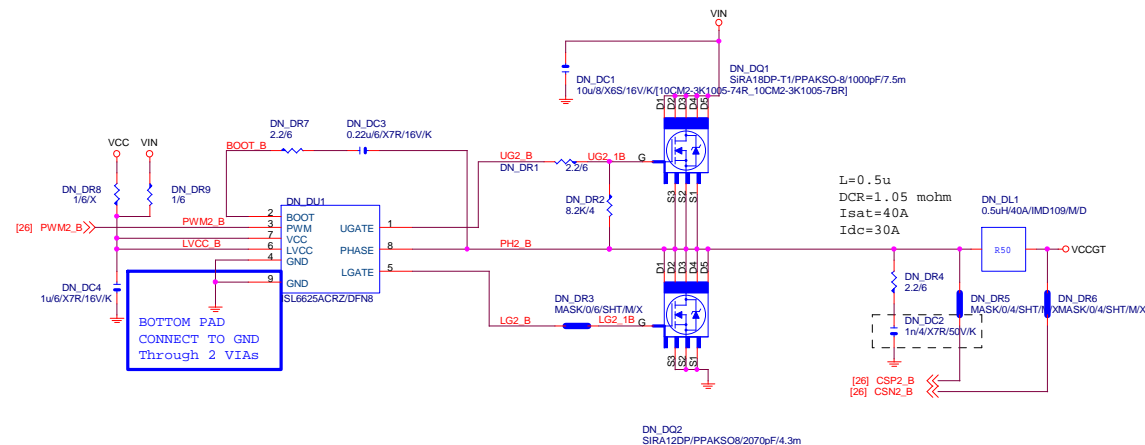 VIN
DN_DQ1
SiRA18DP-T1/PPAKSO-8/1000pF/7.5m
DN_DC1
10u/8/X6S/16V/K/[10CM2-3K1005-74R_10CM2-3K1005-7BR]
D1
D2
D3
D4
D5
DN_DR7
2.2/6
DN_DC3
0.22u/6/X7R/16V/K
VCC
VIN
BOOT_B
UG2_B
DN_DR1
2.2/6
UG2_1B
G
S3
S2
S1
DN_DR8
1/6/X
DN_DR9
1/6
DN_DU1
DN_DR2
8.2K/4
L=0.5u
DCR=1.05 mohm
Isat=40A
Idc=30A
DN_DL1
0.5uH/40A/IMD109/M/D
[26] PWM2_B
PWM2_B
LVCC_B
2
3
7
6
4
9
BOOT
PWM
VCC
LVCC
GND
GND
UGATE
PHASE
LGATE
1
8
5
ISL6625ACRZ/DFN8
PH2_B
R50
VCCGT
D1
D2
D3
D4
D5
DN_DC4
1u/6/X7R/16V/K
BOTTOM PAD
CONNECT TO GND
Through 2 VIAs
DN_DR3
MASK/0/6/SHT/M/X
LG2_B
LG2_1B
G
S3
S2
S1
DN_DR4
2.2/6
DN_DR5
MASK/0/4/SHT/M/X
DN_DR6
MASK/0/4/SHT/M/X
DN_DC2
1n/4/X7R/50V/K
[26] CSP2_B
[26] CSN2_B
DN_DQ2
SIRA12DP/PPAKSO8/2070pF/4.3m